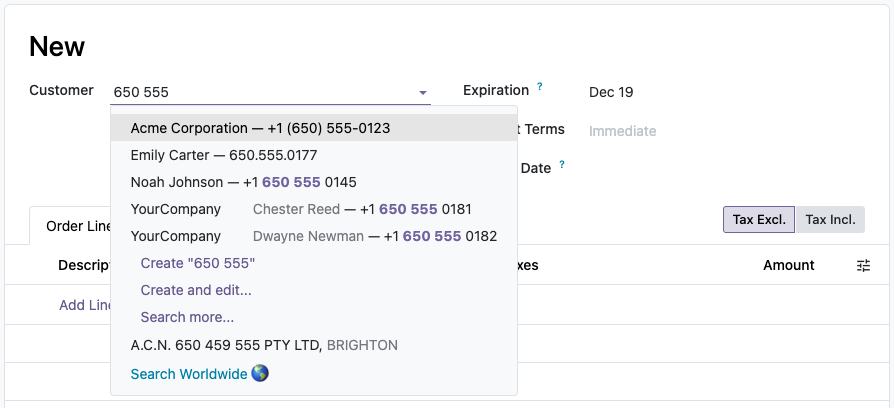 New
Customer 650 555 Expiration ? Dec 19
Acme Corporation — +1 (650) 555-0123 t Terms Immediate
Emily Carter — 650.555.0177 Date ?
Noah Johnson — +1 650 555 0145
YourCompany Chester Reed — +1 650 555 0181
YourCompany Dwayne Newman — +1 650 555 0182
Order Line Tax Excl. Tax Incl.
Create "650 555"
Descript xes Amount
Create and edit...
Add Line
Search more...
A.C.N. 650 459 555 PTY LTD, BRIGHTON
Search Worldwide